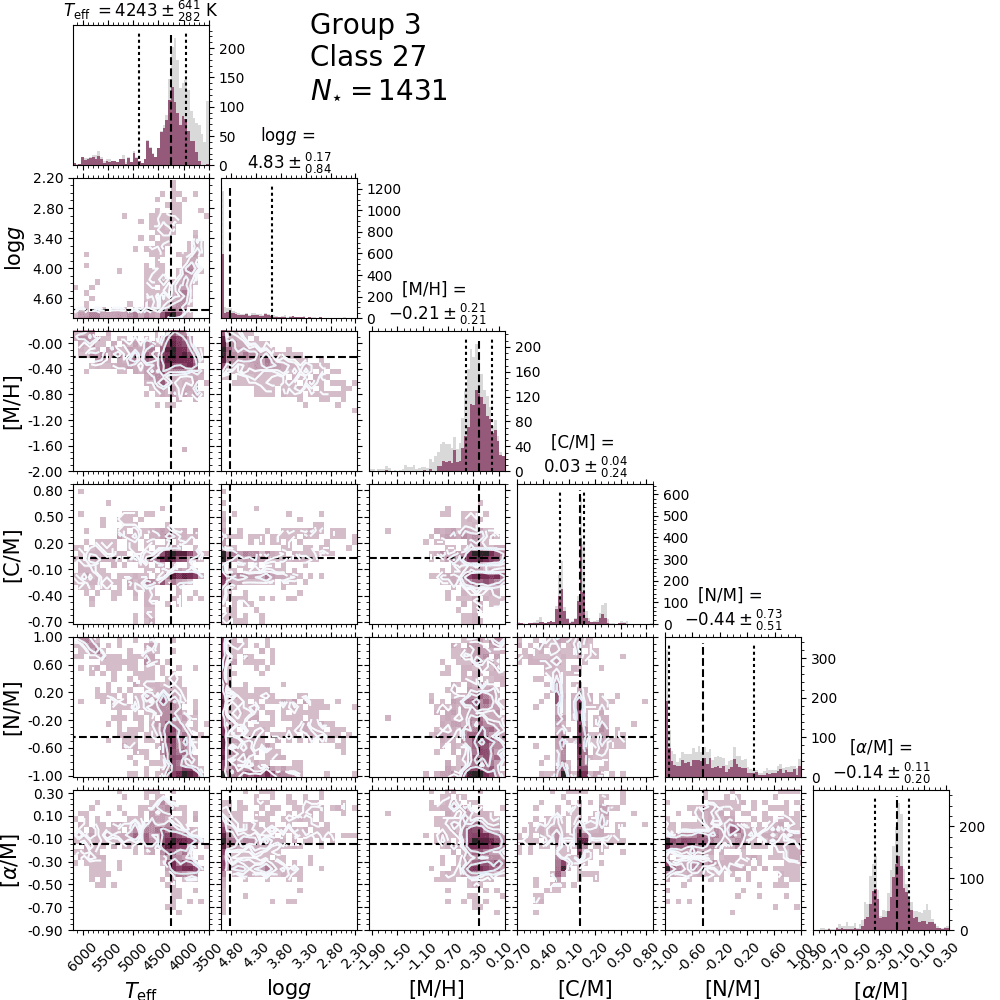 T_eff = 4243 ± 641 282 K
Group 3
Class 27
N⋆ = 1431
200
150
100
50
0
logg =
4.83 ± 0.17 0.84
2.20
2.80
3.40
4.00
4.60
logg
1200
1000
800
600
400
200
0
[M/H] =
−0.21 ± 0.21 0.21
-0.00
-0.40
-0.80
-1.20
-1.60
-2.00
[M/H]
200
160
120
80
40
0
[C/M] =
0.03 ± 0.04 0.24
0.80
0.50
0.20
-0.10
-0.40
-0.70
[C/M]
600
500
400
300
200
100
0
[N/M] =
−0.44 ± 0.73 0.51
1.00
0.60
0.20
-0.20
-0.60
-1.00
[N/M]
300
200
100
0
[α/M] =
−0.14 ± 0.11 0.20
0.30
0.10
-0.10
-0.30
-0.50
-0.70
-0.90
[α/M]
200
100
0
6000 5500 5000 4500 4000 3500 4.80 4.30 3.80 3.30 2.80 2.30 -1.90 -1.50 -1.10 -0.70 -0.30 0.10 -0.70 -0.40 -0.10 0.20 0.50 0.80 -1.00 -0.60 -0.20 0.20 0.60 1.00 -0.90 -0.70 -0.50 -0.30 -0.10 0.10 0.30
T_eff logg [M/H] [C/M] [N/M] [α/M]